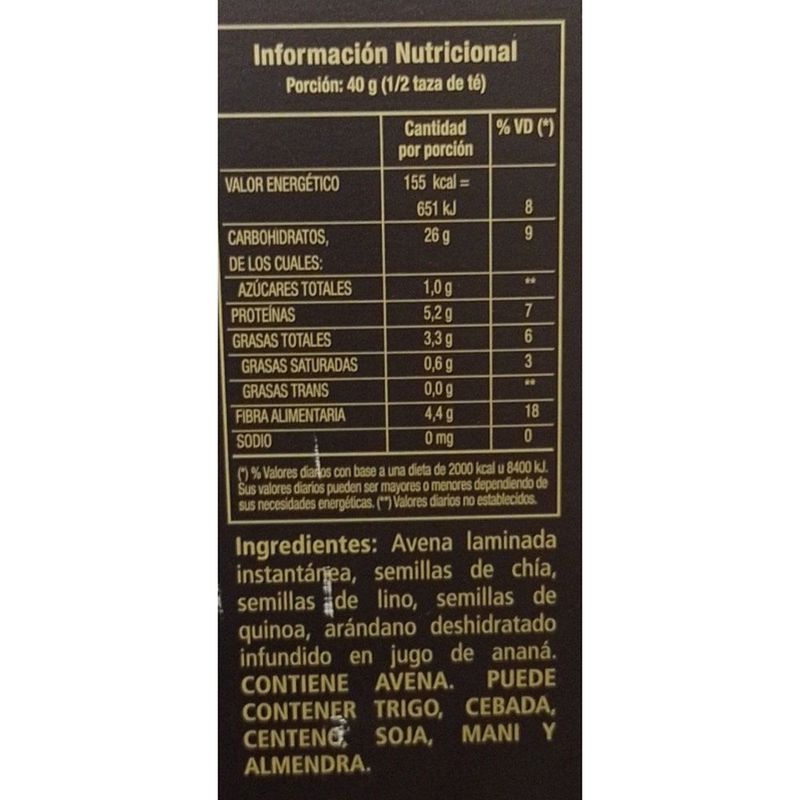 Información Nutricional
Porción: 40 g (1/2 taza de té)
Cantidad por porción % VD (*)
VALOR ENERGÉTICO 155 kcal = 651 kJ 8
CARBOHIDRATOS, 26 g 9
DE LOS CUALES:
AZÚCARES TOTALES 1,0 g **
PROTEÍNAS 5,2 g 7
GRASAS TOTALES 3,3 g 6
GRASAS SATURADAS 0,6 g 3
GRASAS TRANS 0,0 g **
FIBRA ALIMENTARIA 4,4 g 18
SODIO 0 mg 0
(*) % Valores diarios con base a una dieta de 2000 kcal u 8400 kJ.
Sus valores diarios pueden ser mayores o menores dependiendo de
sus necesidades energéticas. (**) Valores diarios no establecidos.
Ingredientes: Avena laminada
instantánea, semillas de chía,
semillas de lino, semillas de
quinoa, arándano deshidratado
infundido en jugo de ananá.
CONTIENE AVENA. PUEDE
CONTENER TRIGO, CEBADA,
CENTENO, SOJA, MANI Y
ALMENDRA.